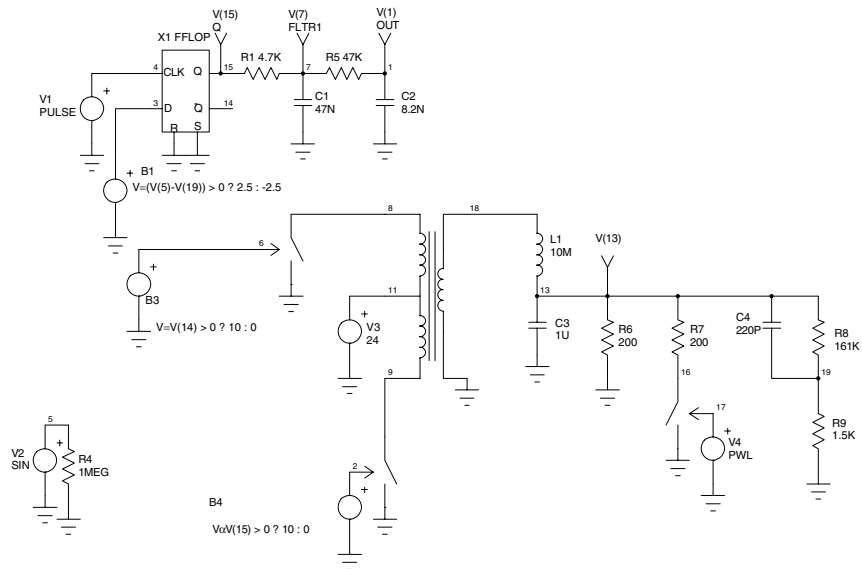 V(15)
Q
V(7)
FLTR1
V(1)
OUT
X1 FFLOP
R1 4.7K
R5 47K
4
CLK
Q
15
7
1
V1
PULSE
3
D
Q
14
C1
47N
C2
8.2N
R
S
B1
V=(V(5)-V(19)) > 0 ? 2.5 : -2.5
8
18
6
L1
10M
V(13)
11
13
B3
V3
24
C3
1U
R6
200
R7
200
C4
220P
R8
161K
V=V(14) > 0 ? 10 : 0
9
16
19
17
5
V2
SIN
R4
1MEG
V4
PWL
R9
1.5K
2
B4
VαV(15) > 0 ? 10 : 0